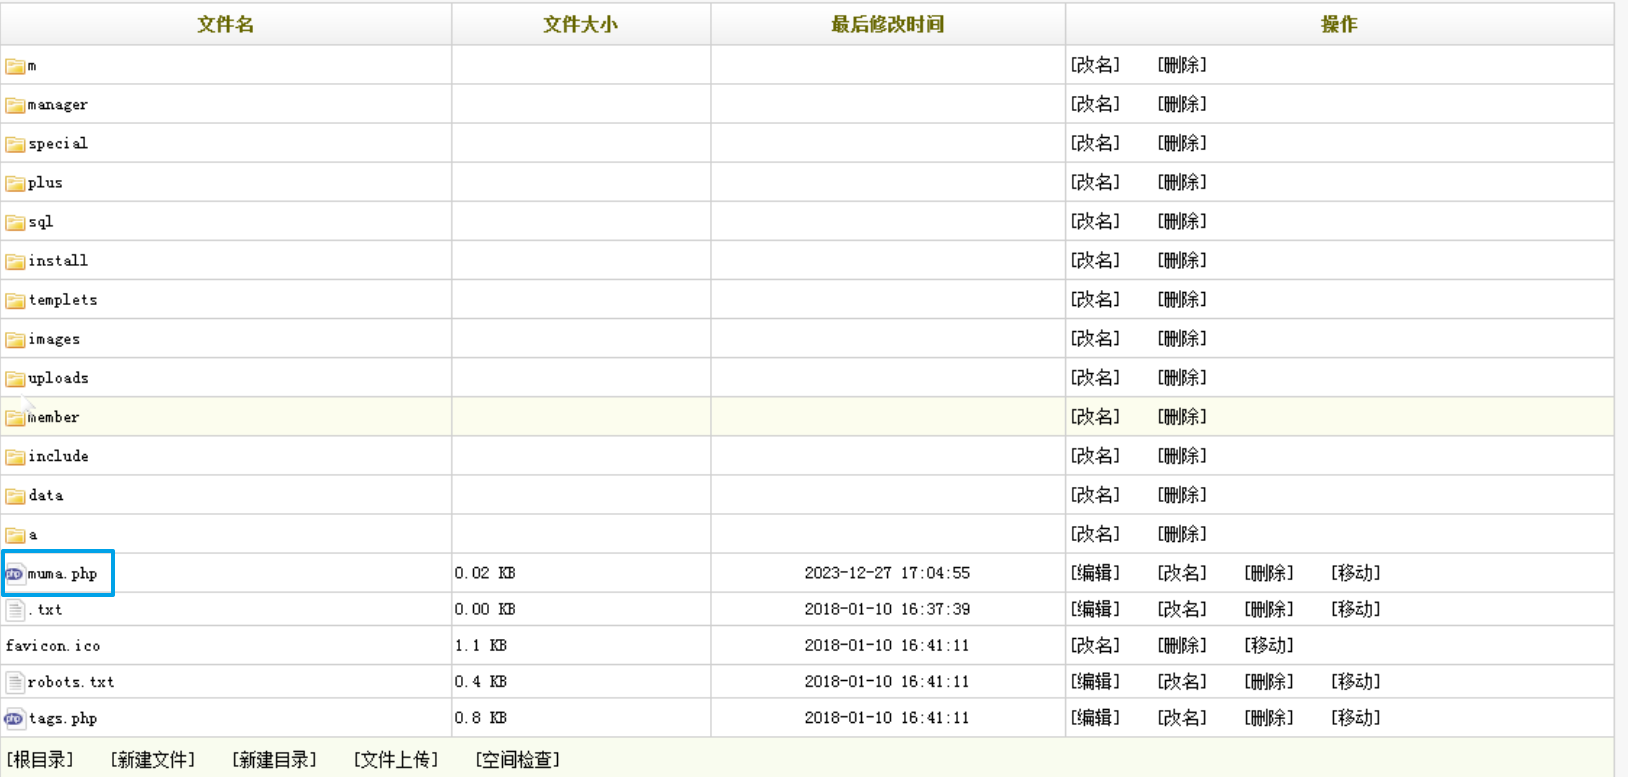 文件名 文件大小 最后修改时间 操作
m [改名] [删除]
manager [改名] [删除]
special [改名] [删除]
plus [改名] [删除]
sql [改名] [删除]
install [改名] [删除]
templets [改名] [删除]
images [改名] [删除]
uploads [改名] [删除]
member [改名] [删除]
include [改名] [删除]
data [改名] [删除]
a [改名] [删除]
muma.php 0.02 KB 2023-12-27 17:04:55 [编辑] [改名] [删除] [移动]
.txt 0.00 KB 2018-01-10 16:37:39 [编辑] [改名] [删除] [移动]
favicon.ico 1.1 KB 2018-01-10 16:41:11 [改名] [删除] [移动]
robots.txt 0.4 KB 2018-01-10 16:41:11 [编辑] [改名] [删除] [移动]
tags.php 0.8 KB 2018-01-10 16:41:11 [编辑] [改名] [删除] [移动]
[根目录] [新建文件] [新建目录] [文件上传] [空间检查]